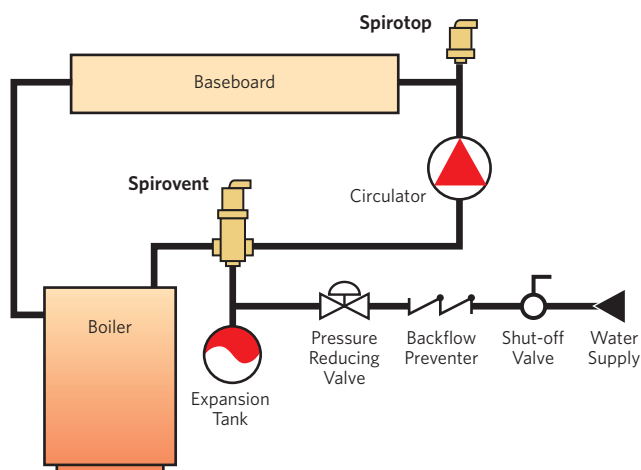 Spirotop
Baseboard
Spirovent
Circulator
Boiler
Pressure
Reducing
Valve
Backflow
Preventer
Shut-off
Valve
Water
Supply
Expansion
Tank